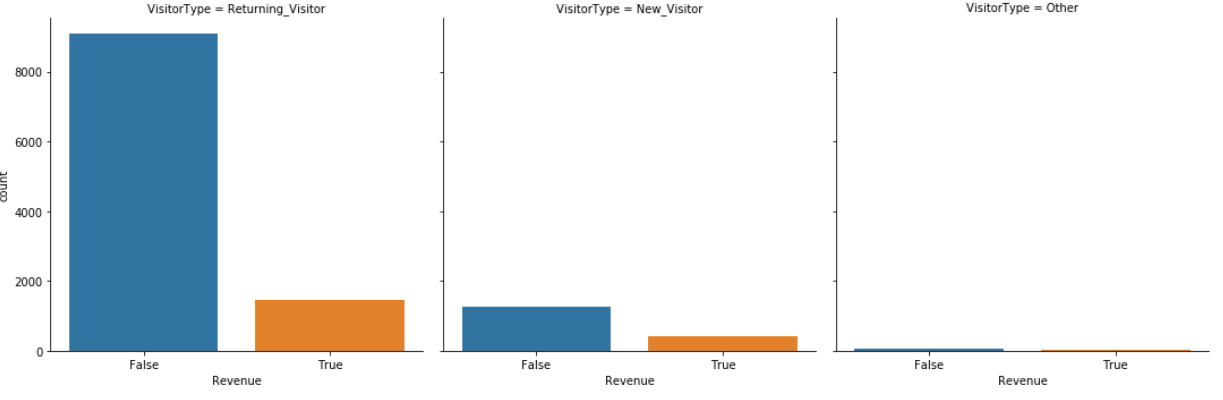 VisitorType = Returning_Visitor
VisitorType = New_Visitor
VisitorType = Other
count
8000
6000
4000
2000
0
False
True
Revenue
False
True
Revenue
False
True
Revenue